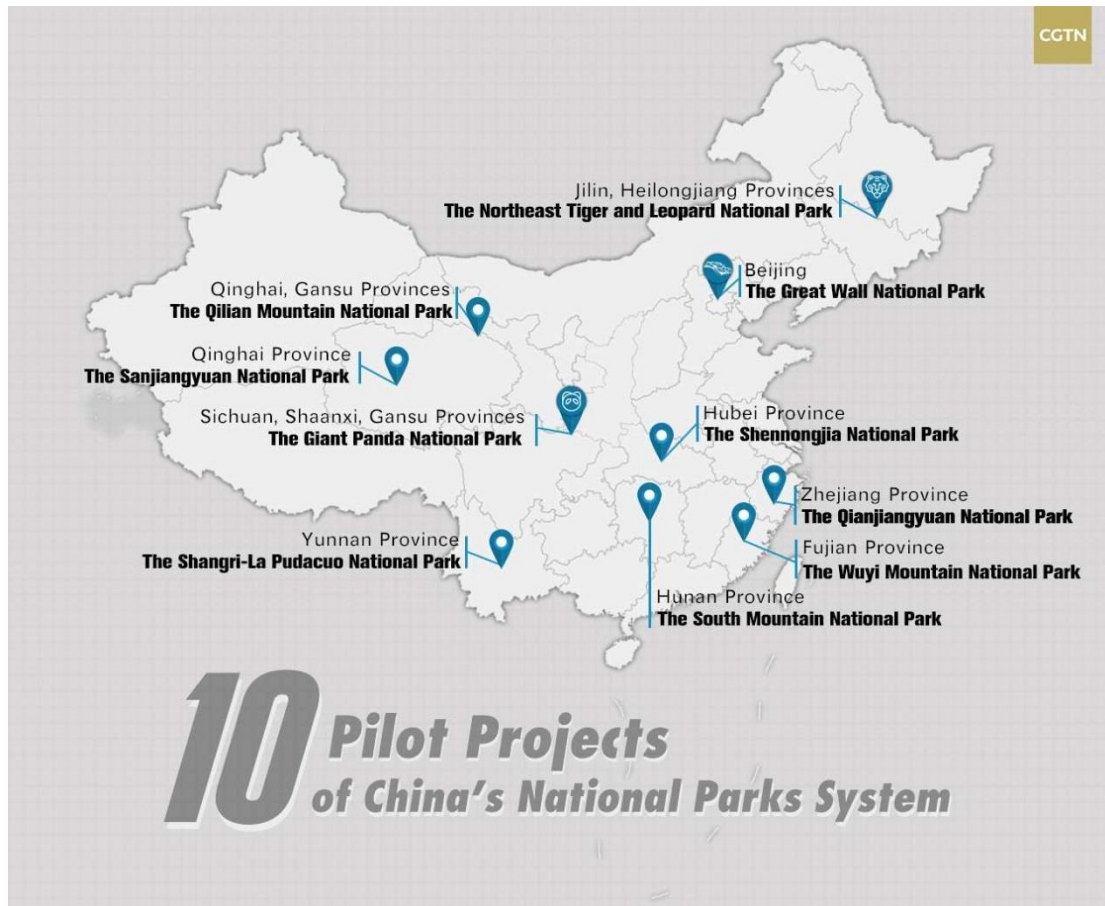 CGTN
Jilin, Heilongjiang Provinces
The Northeast Tiger and Leopard National Park
Beijing
The Great Wall National Park
Qinghai, Gansu Provinces
The Qilian Mountain National Park
Qinghai Province
The Sanjiangyuan National Park
Sichuan, Shaanxi, Gansu Provinces
The Giant Panda National Park
Hubei Province
The Shennongjia National Park
Zhejiang Province
The Qianjiangyuan National Park
Yunnan Province
The Shangri-La Pudacuo National Park
Fujian Province
The Wuyi Mountain National Park
Hunan Province
The South Mountain National Park
10 Pilot Projects
of China's National Parks System